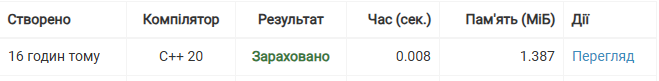 Створено Компілятор Результат Час (сек.) Пам'ять (МіБ) Дії
16 годин тому C++ 20 Зараховано 0.008 1.387 Перегляд